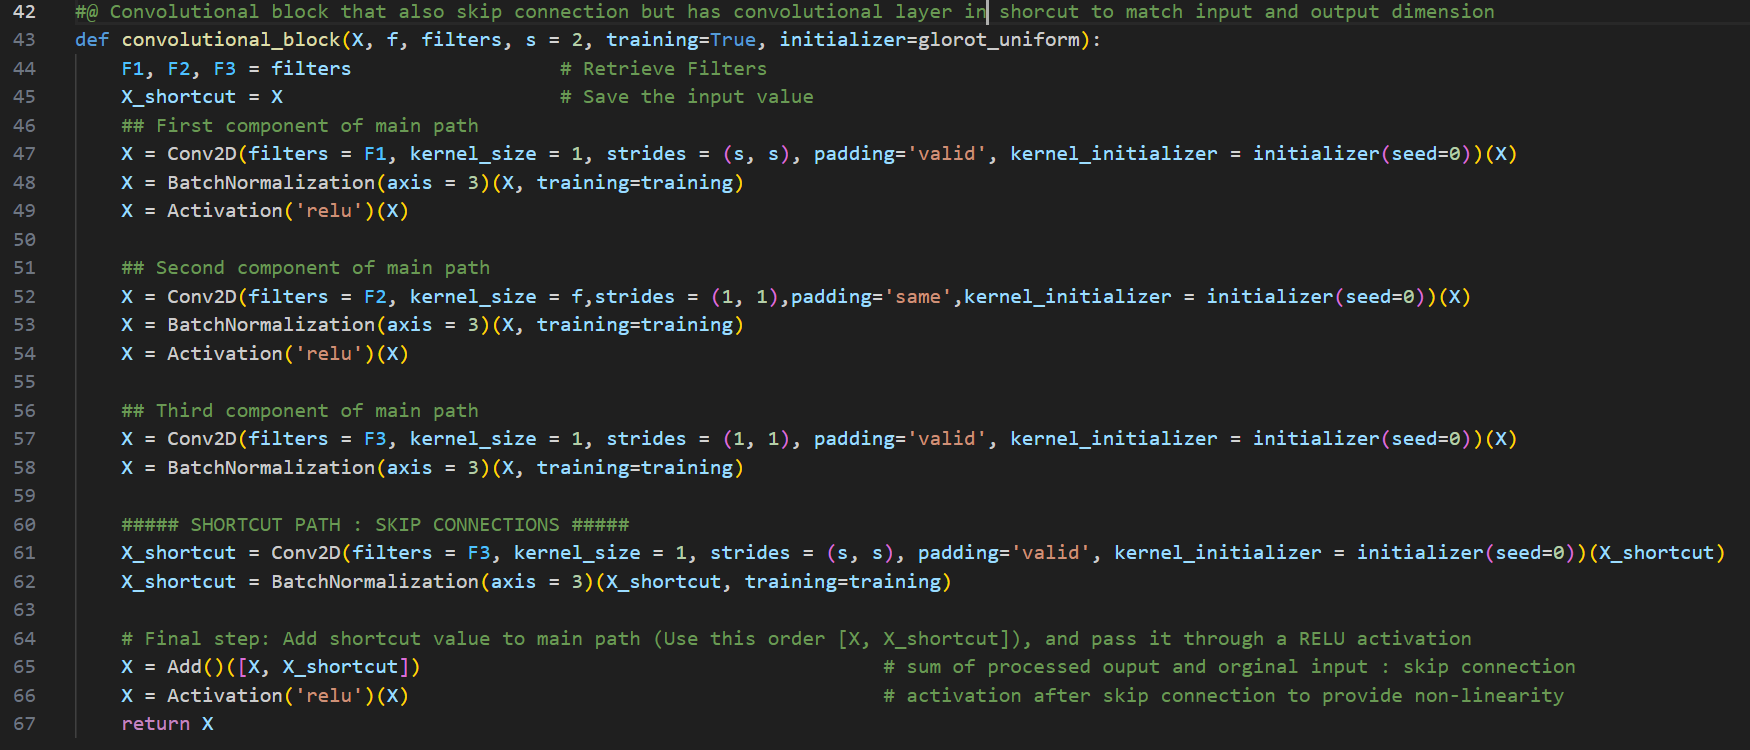 42 #@ Convolutional block that also skip connection but has convolutional layer in shorcut to match input and output dimension
43 def convolutional_block(X, f, filters, s = 2, training=True, initializer=glorot_uniform):
44     F1, F2, F3 = filters                  # Retrieve Filters
45     X_shortcut = X                        # Save the input value
46     ## First component of main path
47     X = Conv2D(filters = F1, kernel_size = 1, strides = (s, s), padding='valid', kernel_initializer = initializer(seed=0))(X)
48     X = BatchNormalization(axis = 3)(X, training=training)
49     X = Activation('relu')(X)
50
51     ## Second component of main path
52     X = Conv2D(filters = F2, kernel_size = f,strides = (1, 1),padding='same',kernel_initializer = initializer(seed=0))(X)
53     X = BatchNormalization(axis = 3)(X, training=training)
54     X = Activation('relu')(X)
55
56     ## Third component of main path
57     X = Conv2D(filters = F3, kernel_size = 1, strides = (1, 1), padding='valid', kernel_initializer = initializer(seed=0))(X)
58     X = BatchNormalization(axis = 3)(X, training=training)
59
60     ##### SHORTCUT PATH : SKIP CONNECTIONS #####
61     X_shortcut = Conv2D(filters = F3, kernel_size = 1, strides = (s, s), padding='valid', kernel_initializer = initializer(seed=0))(X_shortcut)
62     X_shortcut = BatchNormalization(axis = 3)(X_shortcut, training=training)
63
64     # Final step: Add shortcut value to main path (Use this order [X, X_shortcut]), and pass it through a RELU activation
65     X = Add()([X, X_shortcut])                                        # sum of processed ouput and orginal input : skip connection
66     X = Activation('relu')(X)                                         # activation after skip connection to provide non-linearity
67     return X